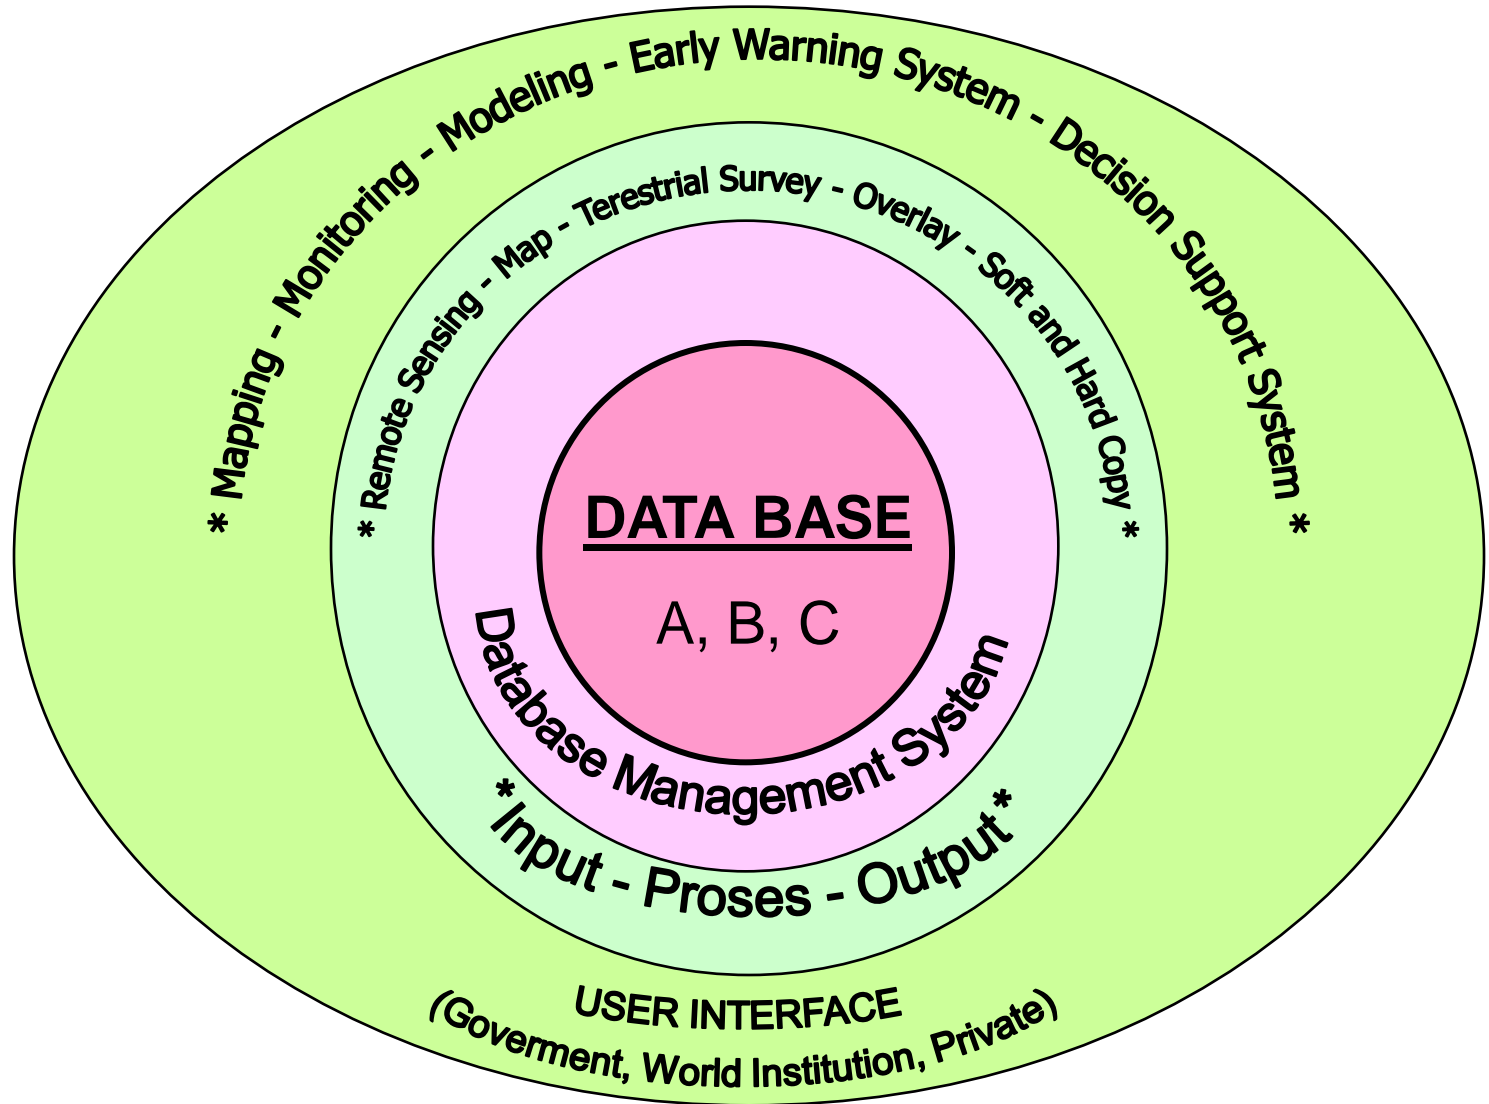 * Mapping - Monitoring - Modeling - Early Warning System - Decision Support System *
* Remote Sensing - Map - Terestrial Survey - Overlay - Soft and Hard Copy *
DATA BASE
A, B, C
Database Management System
*Input - Proses - Output*
USER INTERFACE
(Goverment, World Institution, Private)